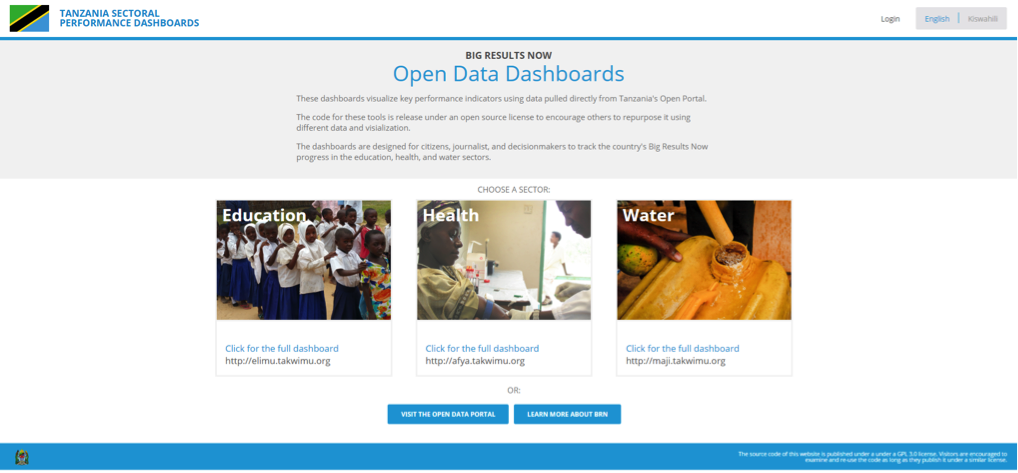 TANZANIA SECTORAL
PERFORMANCE DASHBOARDS
Login
English
Kiswahili
BIG RESULTS NOW
Open Data Dashboards
These dashboards visualize key performance indicators using data pulled directly from Tanzania's Open Portal.
The code for these tools is release under an open source license to encourage others to repurpose it using
different data and visialization.
The dashboards are designed for citizens, journalist, and decisionmakers to track the country's Big Results Now
progress in the education, health, and water sectors.
CHOOSE A SECTOR:
Education
Health
Water
Click for the full dashboard
http://elimu.takwimu.org
Click for the full dashboard
http://afya.takwimu.org
Click for the full dashboard
http://maji.takwimu.org
OR:
VISIT THE OPEN DATA PORTAL
LEARN MORE ABOUT BRN
The source code of this website is published under a under a GPL 3.0 license. Visitors are encouraged to
examine and re-use the code as long as they publish it under a similar license.